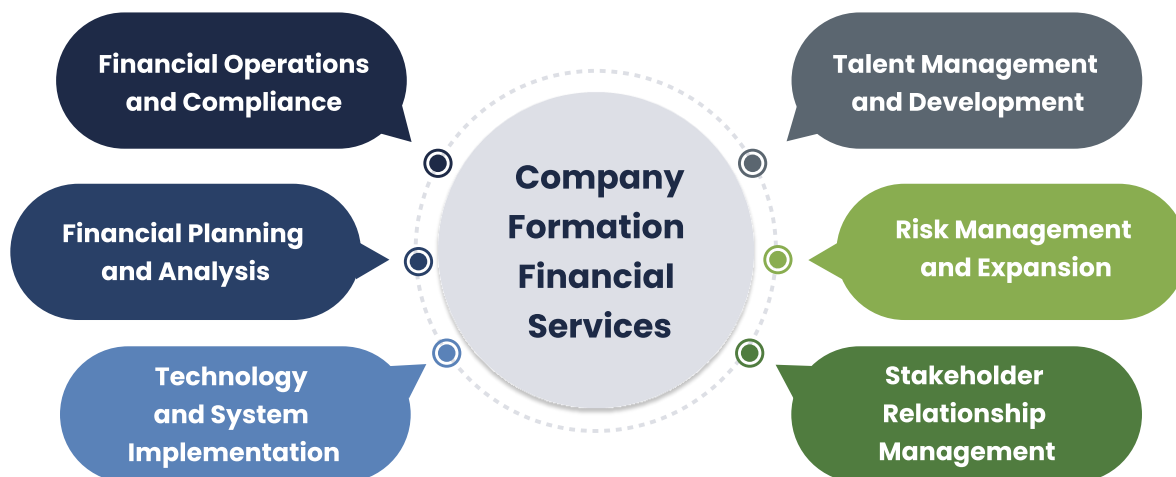 Financial Operations
and Compliance
Financial Planning
and Analysis
Technology
and System
Implementation
Company
Formation
Financial
Services
Talent Management
and Development
Risk Management
and Expansion
Stakeholder
Relationship
Management